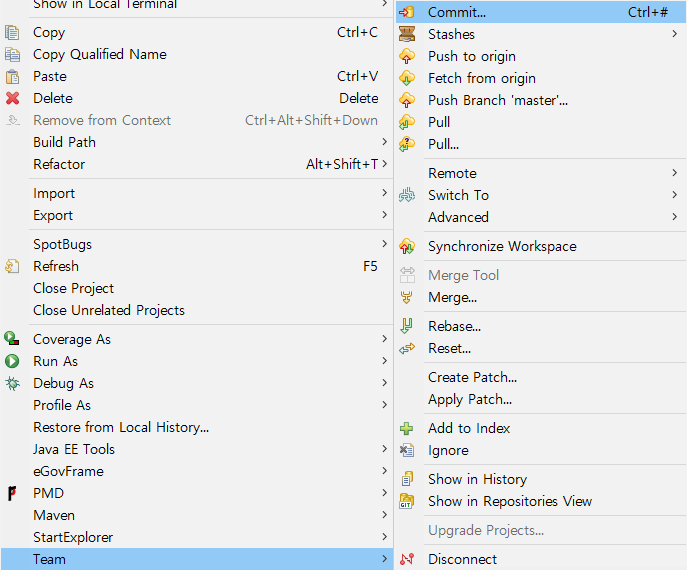 Show in Local Terminal
Copy Ctrl+C
Copy Qualified Name
Paste Ctrl+V
Delete Delete
Remove from Context Ctrl+Alt+Shift+Down
Build Path
Refactor Alt+Shift+T
Import
Export
SpotBugs
Refresh F5
Close Project
Close Unrelated Projects
Coverage As
Run As
Debug As
Profile As
Restore from Local History...
Java EE Tools
eGovFrame
PMD
Maven
StartExplorer
Team
Commit... Ctrl+#
Stashes
Push to origin
Fetch from origin
Push Branch 'master'...
Pull
Pull...
Remote
Switch To
Advanced
Synchronize Workspace
Merge Tool
Merge...
Rebase...
Reset...
Create Patch...
Apply Patch...
Add to Index
Ignore
Show in History
GIT Show in Repositories View
Upgrade Projects...
Disconnect